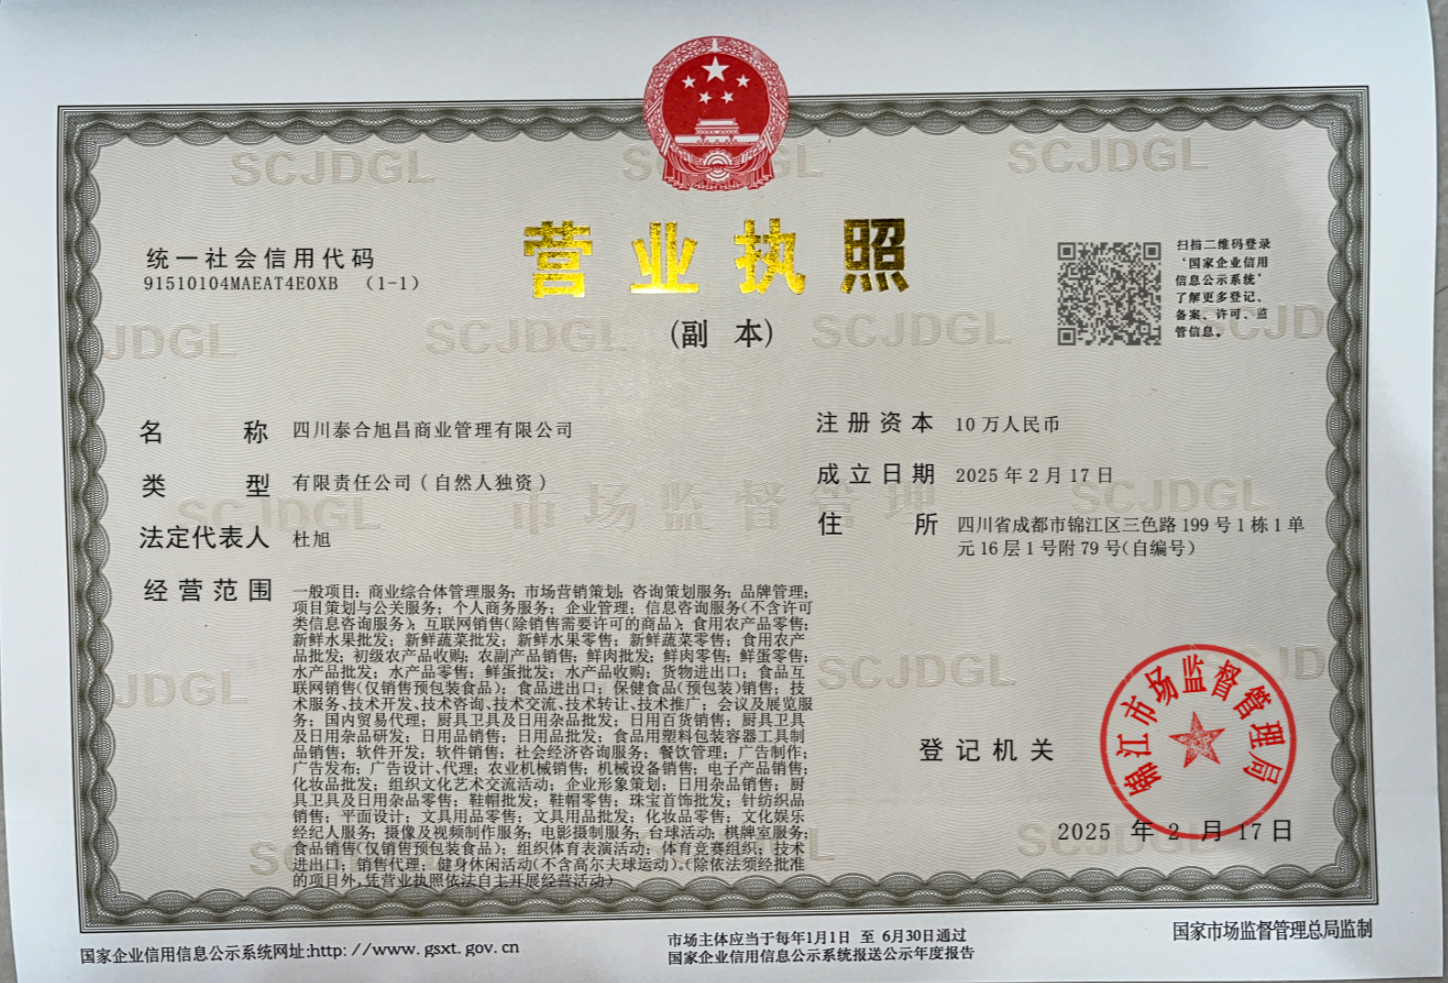 营业执照
(副 本)
统一社会信用代码
91510104MAEAT4E0XB （1-1）
扫描二维码登录
‘国家企业信用
信息公示系统’
了解更多登记、
备案、许可、监
管信息。
名 称 四川泰合旭昌商业管理有限公司
类 型 有限责任公司（自然人独资）
法定代表人 杜旭
经营范围 一般项目：商业综合体管理服务；市场营销策划；咨询策划服务；品牌管理；
项目策划与公关服务；个人商务服务；企业管理；信息咨询服务(不含许可
类信息咨询服务)；互联网销售(除销售需要许可的商品)；食用农产品零售；
新鲜水果批发；新鲜蔬菜批发；新鲜水果零售；新鲜蔬菜零售；食用农产
品批发；初级农产品收购；农副产品销售；鲜肉批发；鲜肉零售；鲜蛋零售；
水产品批发；水产品零售；鲜蛋批发；水产品收购；货物进出口；食品互
联网销售(仅销售预包装食品)；食品进出口；保健食品(预包装)销售；技
术服务、技术开发、技术咨询、技术交流、技术转让、技术推广；会议及展览服
务；国内贸易代理；厨具卫具及日用杂品批发；日用百货销售；厨具卫具
及日用杂品研发；日用品销售；日用品批发；食品用塑料包装容器工具制
品销售；软件开发；软件销售；社会经济咨询服务；餐饮管理；广告制作；
广告发布；广告设计、代理；农业机械销售；机械设备销售；电子产品销售；
化妆品批发；组织文化艺术交流活动；企业形象策划；日用杂品销售；厨
具卫具及日用杂品零售；鞋帽批发；鞋帽零售；珠宝首饰批发；针纺织品
销售；平面设计；文具用品零售；文具用品批发；化妆品零售；文化娱乐
经纪人服务；摄像及视频制作服务；电影摄制服务；台球活动；棋牌室服务；
食品销售(仅销售预包装食品)；组织体育表演活动；体育竞赛组织；技术
进出口；销售代理；健身休闲活动(不含高尔夫球运动)。(除依法须经批准
的项目外，凭营业执照依法自主开展经营活动)
注册资本 10万人民币
成立日期 2025年2月17日
住 所 四川省成都市锦江区三色路199号1栋1单
元16层1号附79号(自编号)
登记机关
锦江市场监督管理局
2025 年 2 月 17日
国家企业信用信息公示系统网址:http://www.gsxt.gov.cn
市场主体应当于每年1月1日 至 6月30日通过
国家企业信用信息公示系统报送公示年度报告
国家市场监督管理总局监制
SCJDGL
市场监督管理